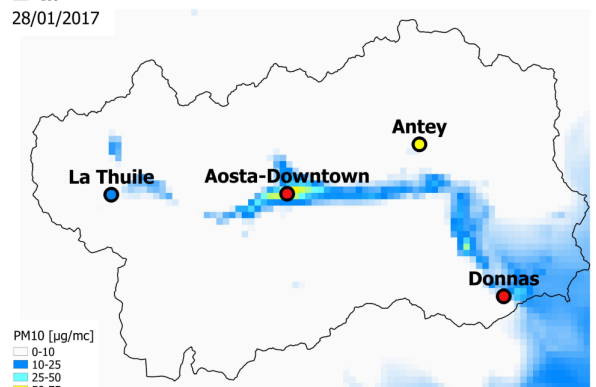 28/01/2017
Antey
La Thuile
Aosta-Downtown
Donnas
PM10 [µg/mc]
0-10
10-25
25-50